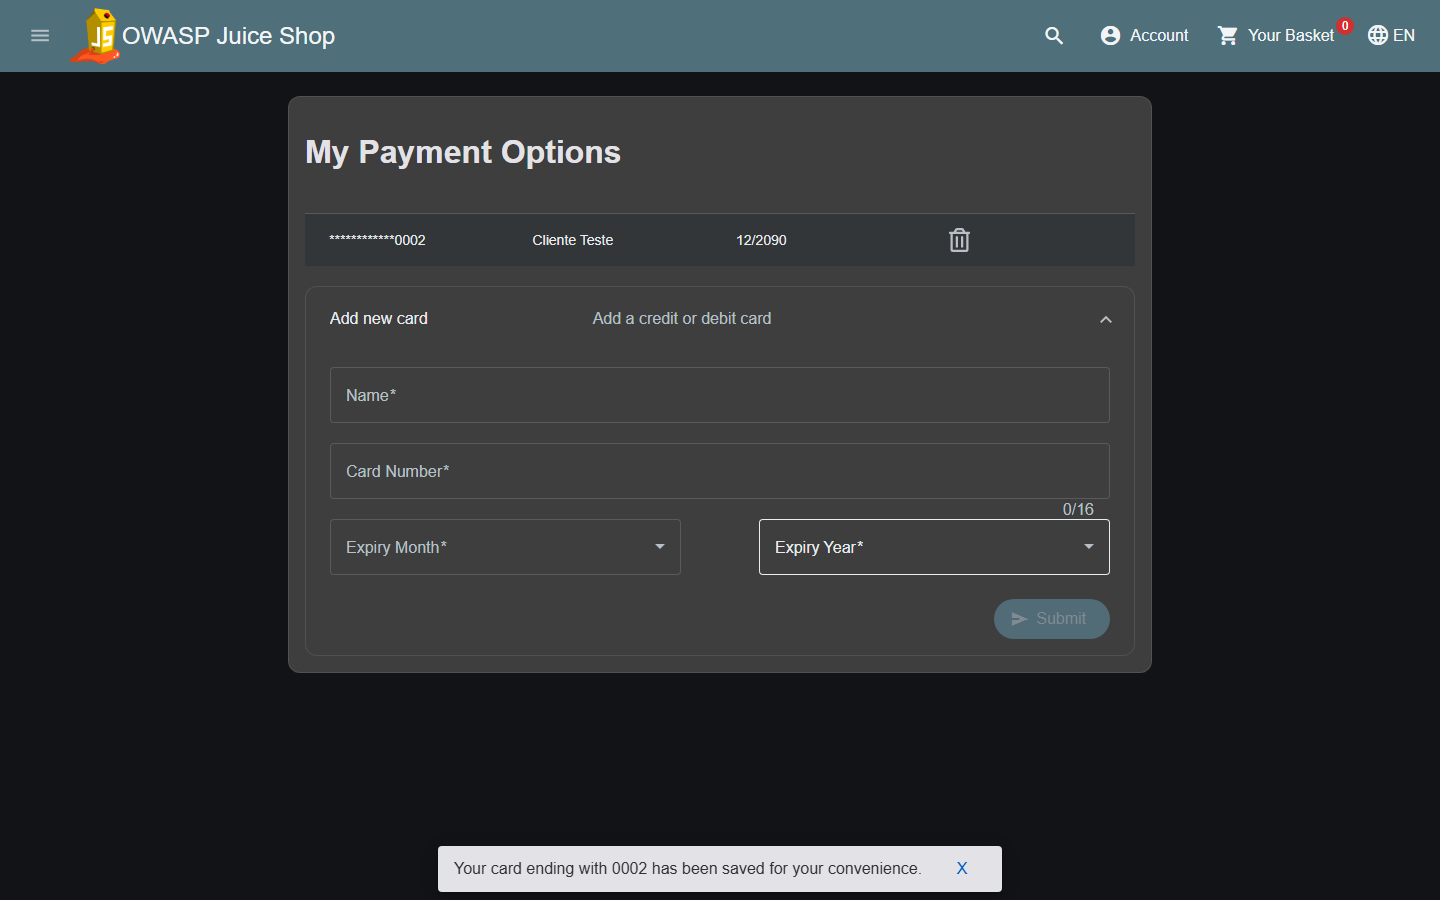 OWASP Juice Shop
Account
Your Basket 0
EN
My Payment Options
************0002 Cliente Teste 12/2090
Add new card Add a credit or debit card
Name*
Card Number*
0/16
Expiry Month* Expiry Year*
Submit
Your card ending with 0002 has been saved for your convenience. X